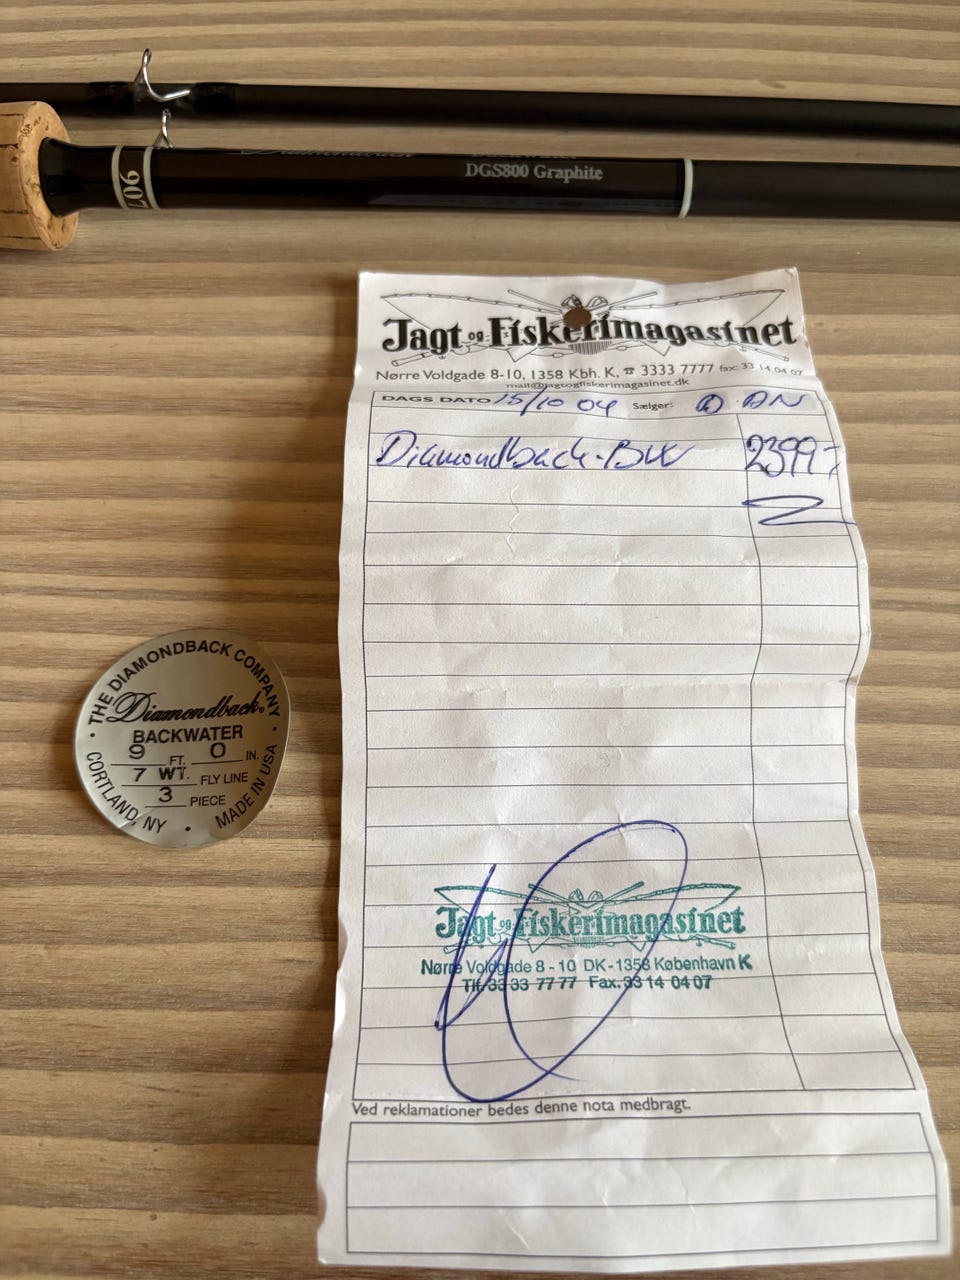 907
Diamondback
Backwater
DGS800 Graphite
Jagt og Fiskerimagasinet
Nørre Voldgade 8-10, 1358 Kbh. K, ☎ 3333 7777 fax: 33 14 04 07
mail@jagtogfiskerimagasinet.dk
DAGS DATO 15/10 04 Sælger:
Diamondback-BW 2399,-
THE DIAMONDBACK COMPANY
Diamondback®
BACKWATER
9 FT. 0 IN.
7 WT. FLY LINE
3 PIECE
CORTLAND, NY • MADE IN USA
Jagt og Fiskerimagasinet
Nørre Voldgade 8 - 10 DK-1358 København K
Tlf. 33 33 77 77 Fax. 33 14 04 07
Ved reklamationer bedes denne nota medbragt.